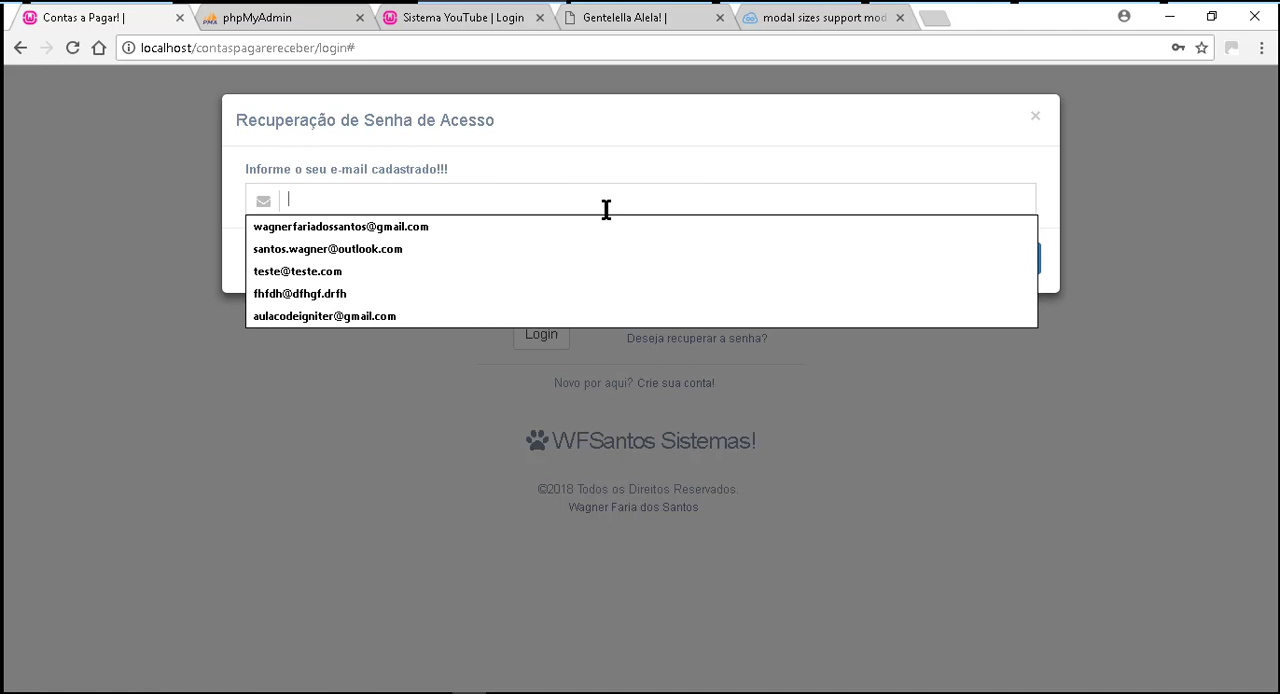 Contas a Pagar! |
phpMyAdmin
Sistema YouTube | Login
Gentelella Alela! |
modal sizes support mod
localhost/contaspagarereceber/login#
Recuperação de Senha de Acesso
Informe o seu e-mail cadastrado!!!
wagnerfariadossantos@gmail.com
santos.wagner@outlook.com
teste@teste.com
fhfdh@dfhgf.drfh
aulacodeigniter@gmail.com
Login
Deseja recuperar a senha?
Novo por aqui? Crie sua conta!
WFSantos Sistemas!
©2018 Todos os Direitos Reservados.
Wagner Faria dos Santos